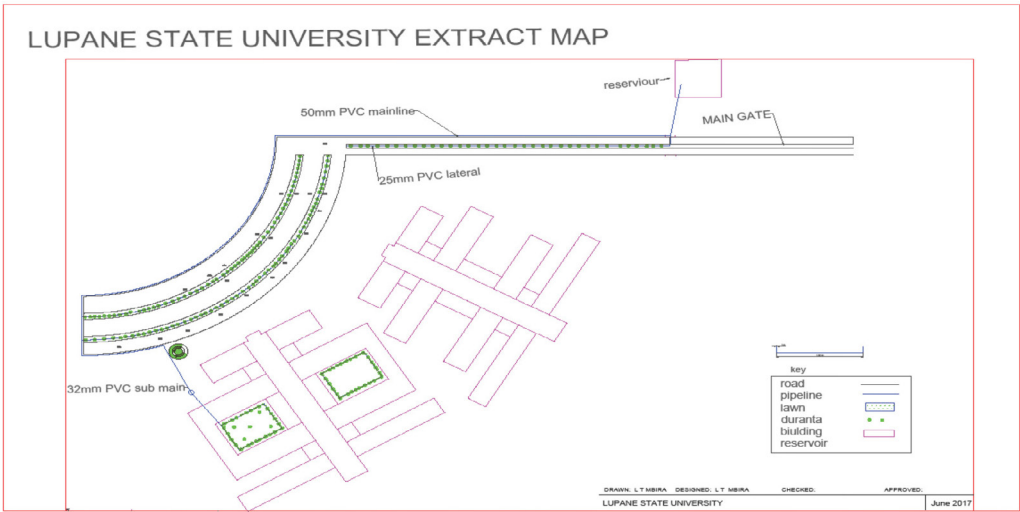 LUPANE STATE UNIVERSITY EXTRACT MAP
reserviour
50mm PVC mainline
MAIN GATE
25mm PVC lateral
32mm PVC sub main
key
road
pipeline
lawn
duranta
biulding
reservoir
DRAWN. L T MBIRA DESIGNED: L T MBIRA CHECKED. APPROVED:
LUPANE STATE UNIVERSITY June 2017